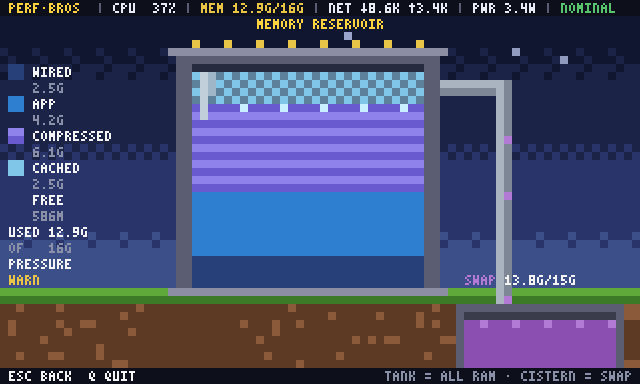 PERF·BROS | CPU 37% | MEM 12.9G/16G | NET ↓8.6K ↑3.4K | PWR 3.4W | NOMINAL
MEMORY RESERVOIR
WIRED
2.5G
APP
4.2G
COMPRESSED
6.1G
CACHED
2.5G
FREE
586M
USED 12.9G
OF 16G
PRESSURE
WARN
SWAP 13.8G/15G
ESC BACK Q QUIT
TANK = ALL RAM · CISTERN = SWAP